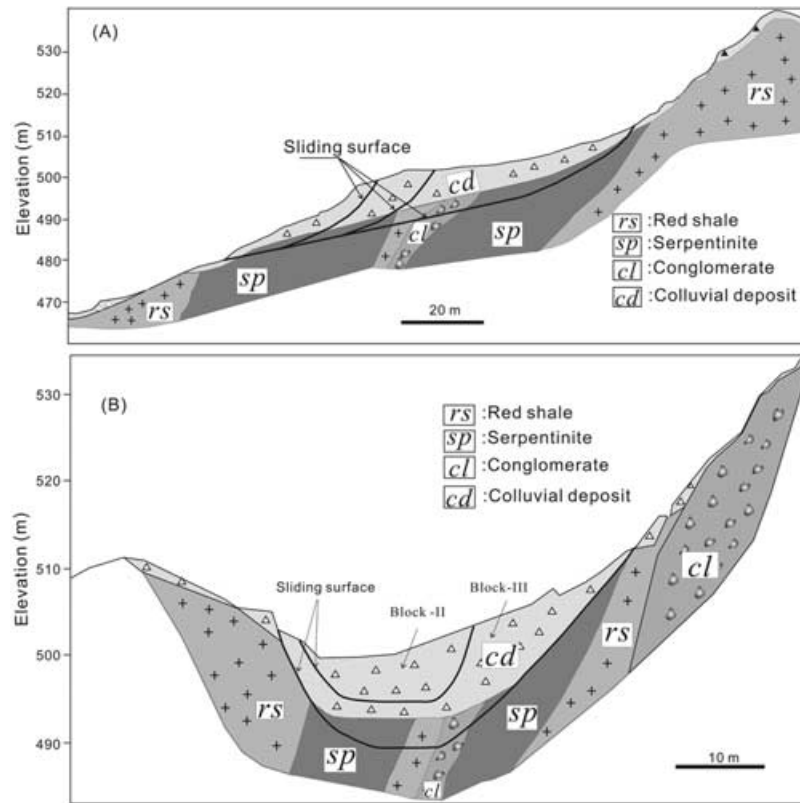 (A)
Elevation (m)
530
520
510
500
490
480
470
Sliding surface
cd
cl
sp
sp
rs
rs
rs :Red shale
sp :Serpentinite
cl :Conglomerate
cd :Colluvial deposit
20 m
(B)
Elevation (m)
530
520
510
500
490
rs :Red shale
sp :Serpentinite
cl :Conglomerate
cd :Colluvial deposit
Sliding surface
Block -II
Block-III
cd
cl
rs
rs
sp
sp
cl
10 m